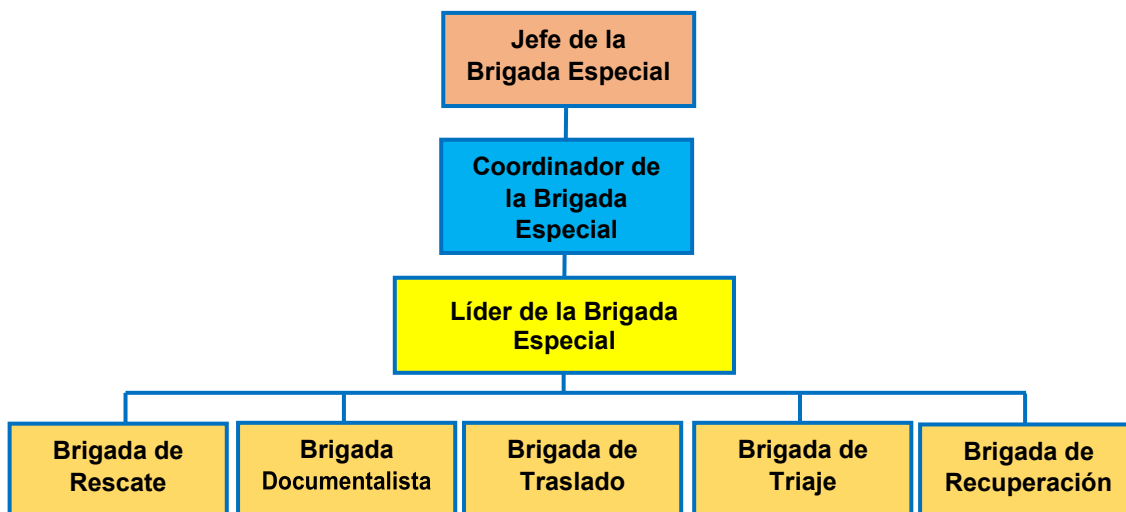 Jefe de la
Brigada Especial
Coordinador de
la Brigada
Especial
Líder de la Brigada
Especial
Brigada de
Rescate
Brigada
Documentalista
Brigada de
Traslado
Brigada de
Triaje
Brigada de
Recuperación